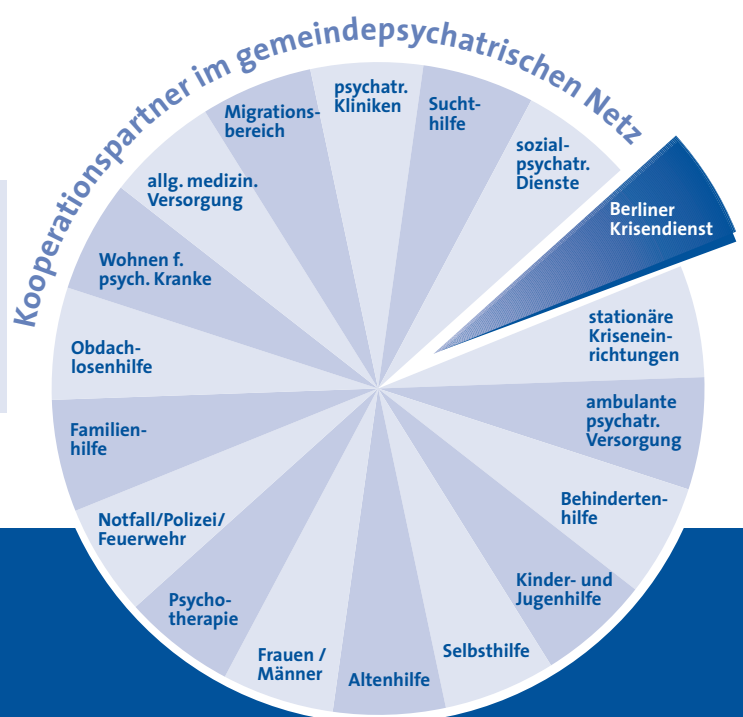 Kooperationspartner im gemeindepsychatrischen Netz
psychatr.
Kliniken
Sucht-
hilfe
sozial-
psychatr.
Dienste
Berliner
Krisendienst
stationäre
Kriseneinein-
richtungen
ambulante
psychatr.
Versorgung
Behinderten-
hilfe
Kinder- und
Jugenhilfe
Selbsthilfe
Altenhilfe
Frauen /
Männer
Psycho-
therapie
Notfall/Polizei/
Feuerwehr
Familien-
hilfe
Obdach-
losenhilfe
Wohnen f.
psych. Kranke
allg. medizin.
Versorgung
Migrations-
bereich